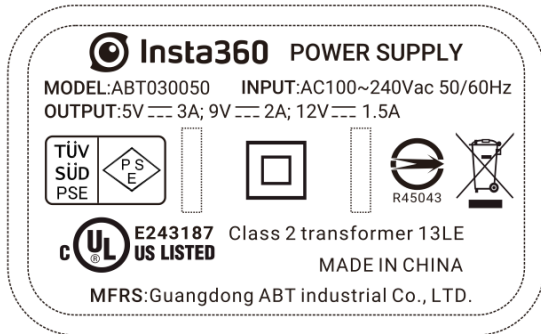 Insta360 POWER SUPPLY
MODEL:ABT030050 INPUT:AC100~240Vac 50/60Hz
OUTPUT:5V⎓3A; 9V⎓2A; 12V⎓1.5A
TÜV
SÜD
PSE
P S
E
R45043
C UL ® E243187
US LISTED
Class 2 transformer 13LE
MADE IN CHINA
MFRS:Guangdong ABT industrial Co., LTD.